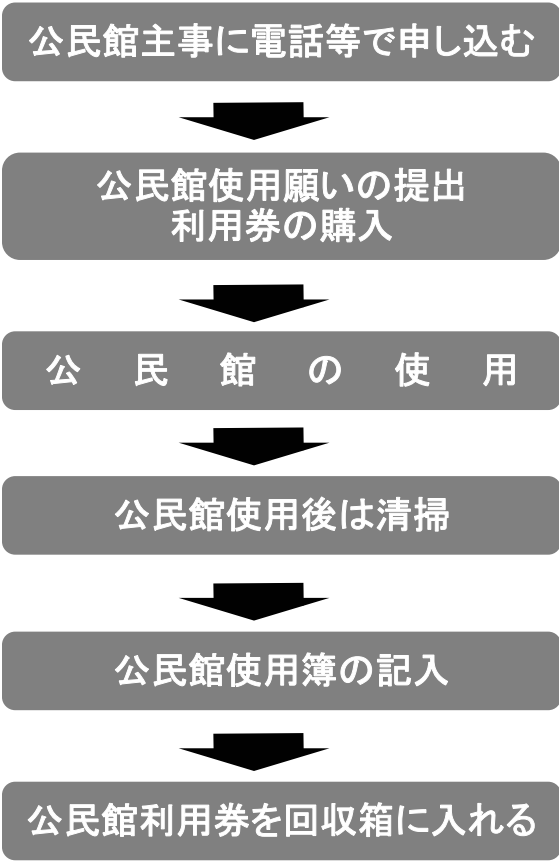 公民館主事に電話等で申し込む
公民館使用願いの提出
利用券の購入
公民館の使用
公民館使用後は清掃
公民館使用簿の記入
公民館利用券を回収箱に入れる